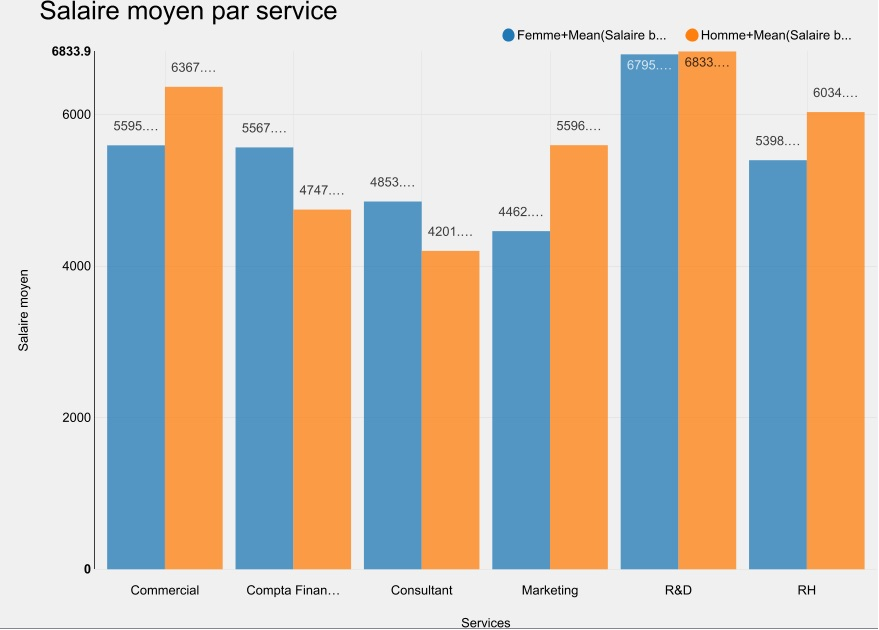 Salaire moyen par service
Femme+Mean(Salaire b... Homme+Mean(Salaire b...
6833.9
6000
4000
2000
0
Salaire moyen
5595.... 6367....
5567.... 4747....
4853.... 4201....
4462.... 5596....
6795.... 6833....
5398.... 6034....
Commercial Compta Finan... Consultant Marketing R&D RH
Services